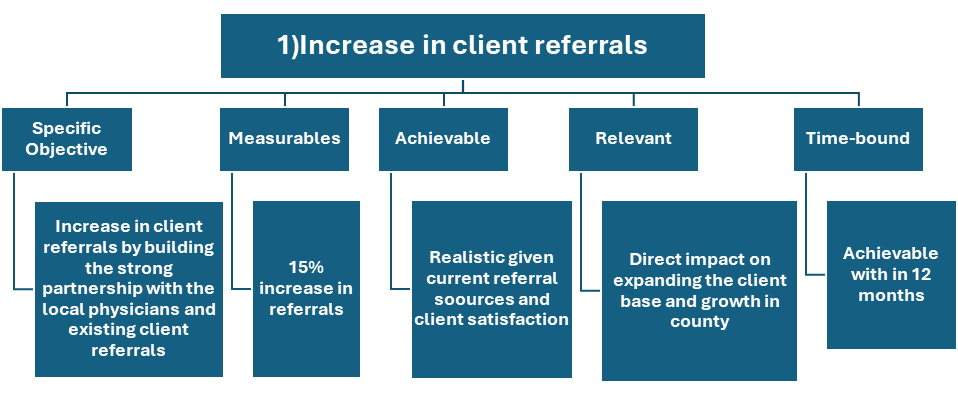 1)Increase in client referrals
Specific
Objective
Measurables
Achievable
Relevant
Time-bound
Increase in client
referrals by building
the strong
partnership with the
local physicians and
existing client
referrals
15%
increase in
referrals
Realistic given
current referral
soources and
client satisfaction
Direct impact on
expanding the client
base and growth in
county
Achievable
with in 12
months